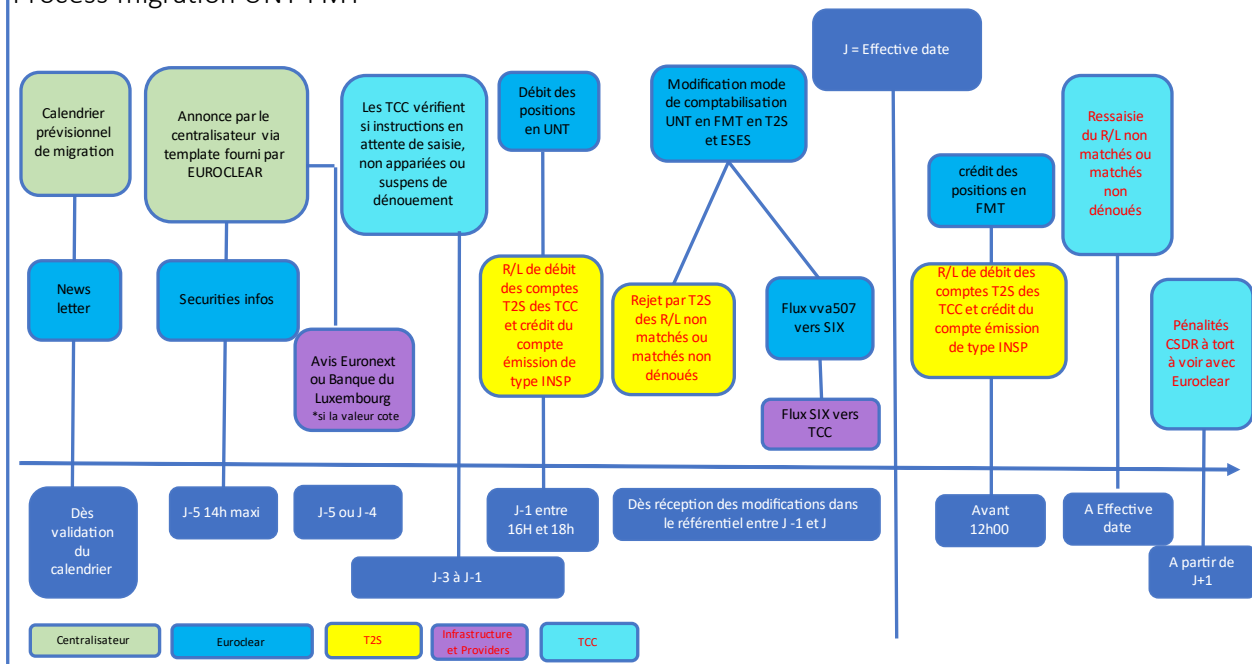 Process migration UNT FMT
J = Effective date
Calendrier
prévisionnel
de migration
Annonce par le
centralisateur via
template fourni par
EUROCLEAR
Les TCC vérifient
si instructions en
attente de saisie,
non appariées ou
suspens de
dénouement
Débit des
positions
en UNT
Modification mode
de comptabilisation
UNT en FMT en T2S
et ESES
crédit des
positions en
FMT
Ressaisie
du R/L non
matchés ou
matchés
non
dénoués
News
letter
Securities infos
Avis Euronext
ou Banque du
Luxembourg
*si la valeur cote
R/L de débit
des comptes
T2S des TCC
et crédit du
compte
émission de
type INSP
Rejet par T2S
des R/L non
matchés ou
matchés non
dénoués
Flux vva507
vers SIX
Flux SIX vers
TCC
R/L de débit des
comptes T2S des
TCC et crédit du
compte émission
de type INSP
Pénalités
CSDR à tort
à voir avec
Euroclear
Dès
validation
du
calendrier
J-5 14h maxi
J-5 ou J -4
J-3 à J-1
J-1 entre
16H et 18h
Dès réception des modifications dans
le référentiel entre J -1 et J
Avant
12h00
A Effective
date
A partir de
J+1
Centralisateur
Euroclear
T2S
Infrastructure
et Providers
TCC